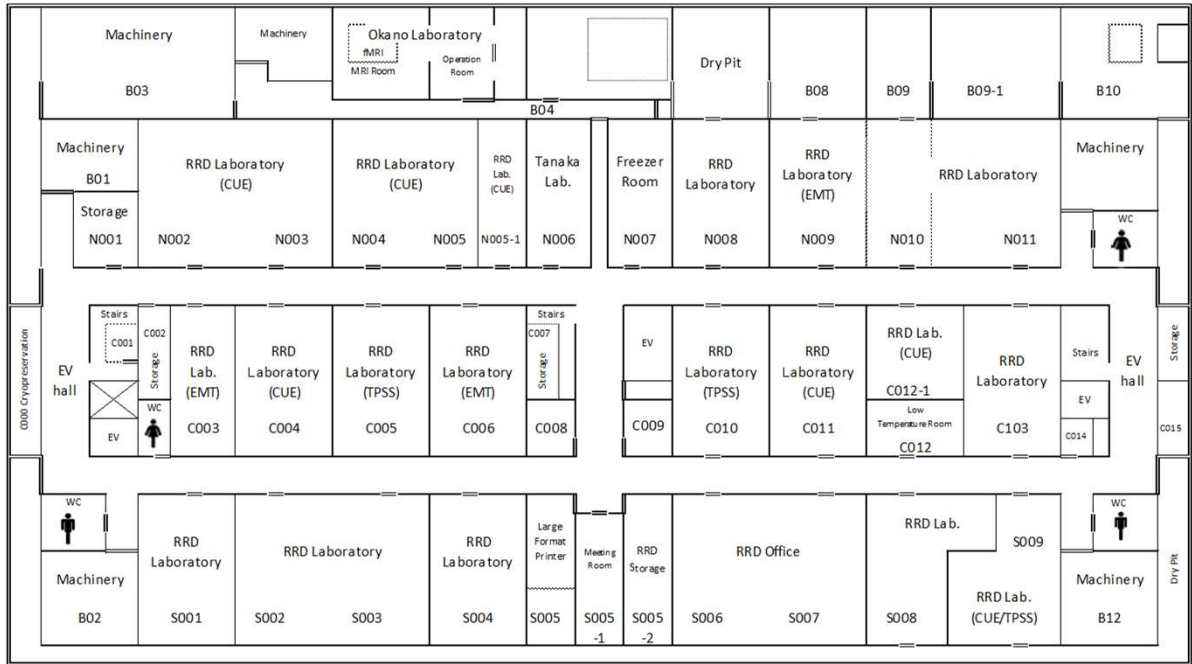 Machinery
B03
Machinery
Okano Laboratory
fMRI
MRI Room
Operation
Room
B04
Dry Pit
B08
B09
B09-1
B10
Machinery
B01
Storage
N001
RRD Laboratory
(CUE)
N002
N003
RRD Laboratory
(CUE)
N004
N005
RRD
Lab.
(CUE)
N005-1
Tanaka
Lab.
N006
Freezer
Room
N007
RRD
Laboratory
N008
RRD
Laboratory
(EMT)
N009
RRD Laboratory
N010
N011
Machinery
WC
C000 Cryopreservation
EV
hall
Stairs
C001
EV
C002
Storage
WC
RRD
Lab.
(EMT)
C003
RRD
Laboratory
(CUE)
C004
RRD
Laboratory
(TPSS)
C005
RRD
Laboratory
(EMT)
C006
Stairs
C007
Storage
C008
EV
C009
RRD
Laboratory
(TPSS)
C010
RRD
Laboratory
(CUE)
C011
RRD Lab.
(CUE)
C012-1
Low
Temperature Room
C012
RRD
Laboratory
C103
Stairs
EV
C014
EV
hall
Storage
C015
WC
Machinery
B02
RRD
Laboratory
S001
RRD Laboratory
S002
S003
RRD
Laboratory
S004
Large
Format
Printer
S005
Meeting
Room
S005
-1
RRD
Storage
S005
-2
RRD Office
S006
S007
RRD Lab.
S008
S009
RRD Lab.
(CUE/TPSS)
WC
Machinery
B12
Dry Pit